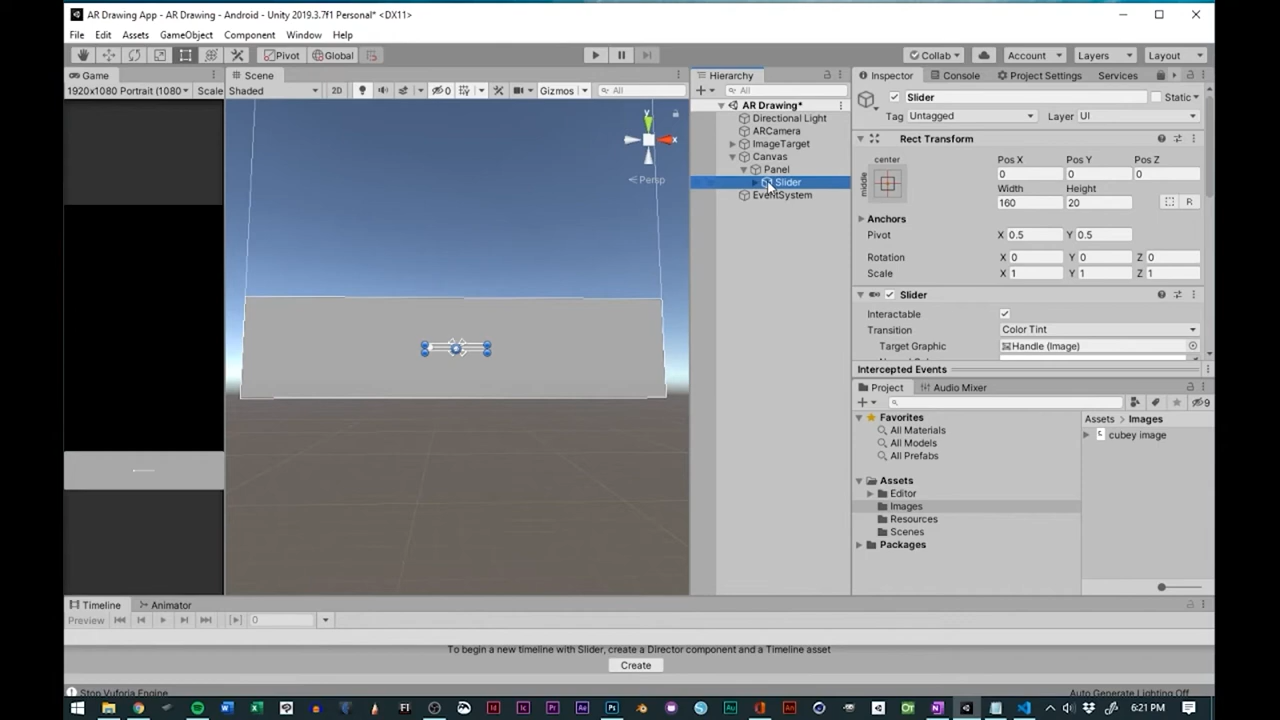 AR Drawing App - AR Drawing - Android - Unity 2019.3.7f1 Personal* <DX11>
File Edit Assets GameObject Component Window Help
Pivot Global Collab Account Layers Layout
Game Scene Hierarchy Inspector Console Project Settings Services
1920x1080 Portrait (1080 Scale Shaded 2D 0 Gizmos All All
Slider Static
Tag Untagged Layer UI
AR Drawing*
Directional Light
ARCamera
ImageTarget
Canvas
Panel
Slider
EventSystem
y
x
Persp
Rect Transform
center
middle
Pos X Pos Y Pos Z
0 0 0
Width Height
160 20 R
Anchors
Pivot X 0.5 Y 0.5
Rotation X 0 Y 0 Z 0
Scale X 1 Y 1 Z 1
Slider
Interactable
Transition Color Tint
Target Graphic Handle (Image)
Intercepted Events
Project Audio Mixer
9
Favorites
All Materials
All Models
All Prefabs
Assets
Editor
Images
Resources
Scenes
Packages
Assets > Images
cubey image
Timeline Animator
Preview 0
To begin a new timeline with Slider, create a Director component and a Timeline asset
Create
Stop Vuforia Engine Auto Generate Lighting Off
6:21 PM